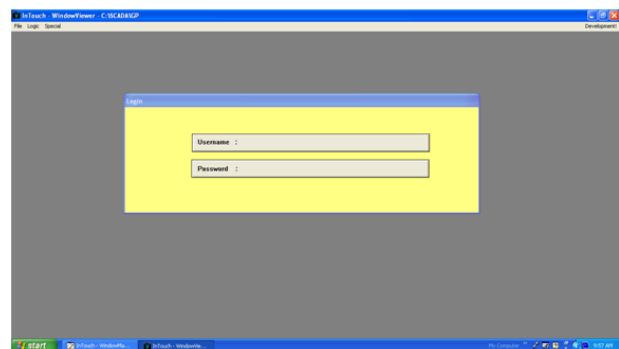 InTouch - WindowViewer - C:\SCADA\GP
File Logic Special Development!
Login
Username :
Password :
start InTouch - WindowMa... InTouch - WindowVie... My Computer 9:57 AM